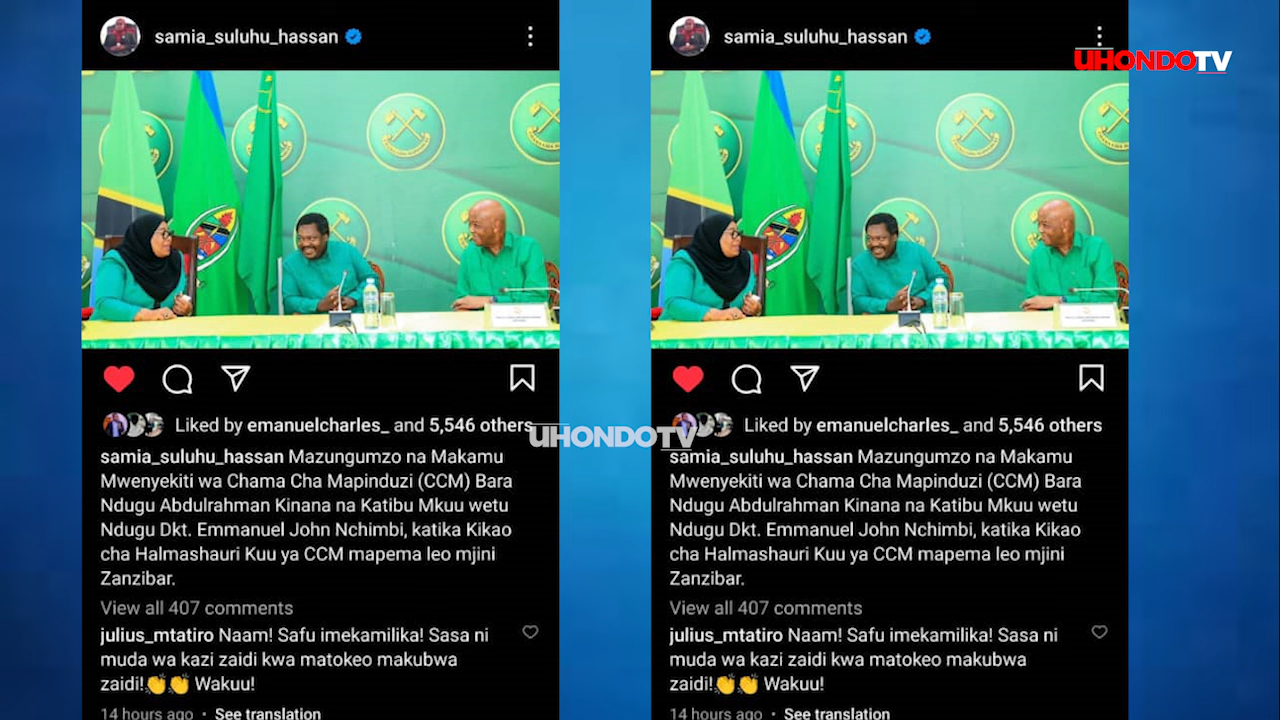 samia_suluhu_hassan
Liked by emanuelcharles_ and 5,546 others
samia_suluhu_hassan Mazungumzo na Makamu
Mwenyekiti wa Chama Cha Mapinduzi (CCM) Bara
Ndugu Abdulrahman Kinana na Katibu Mkuu wetu
Ndugu Dkt. Emmanuel John Nchimbi, katika Kikao
cha Halmashauri Kuu ya CCM mapema leo mjini
Zanzibar.
View all 407 comments
julius_mtatiro Naam! Safu imekamilika! Sasa ni
muda wa kazi zaidi kwa matokeo makubwa
zaidi!👏👏 Wakuu!
14 hours ago · See translation
UHONDOTV
samia_suluhu_hassan
UHONDOTV
Liked by emanuelcharles_ and 5,546 others
samia_suluhu_hassan Mazungumzo na Makamu
Mwenyekiti wa Chama Cha Mapinduzi (CCM) Bara
Ndugu Abdulrahman Kinana na Katibu Mkuu wetu
Ndugu Dkt. Emmanuel John Nchimbi, katika Kikao
cha Halmashauri Kuu ya CCM mapema leo mjini
Zanzibar.
View all 407 comments
julius_mtatiro Naam! Safu imekamilika! Sasa ni
muda wa kazi zaidi kwa matokeo makubwa
zaidi!👏👏 Wakuu!
14 hours ago · See translation